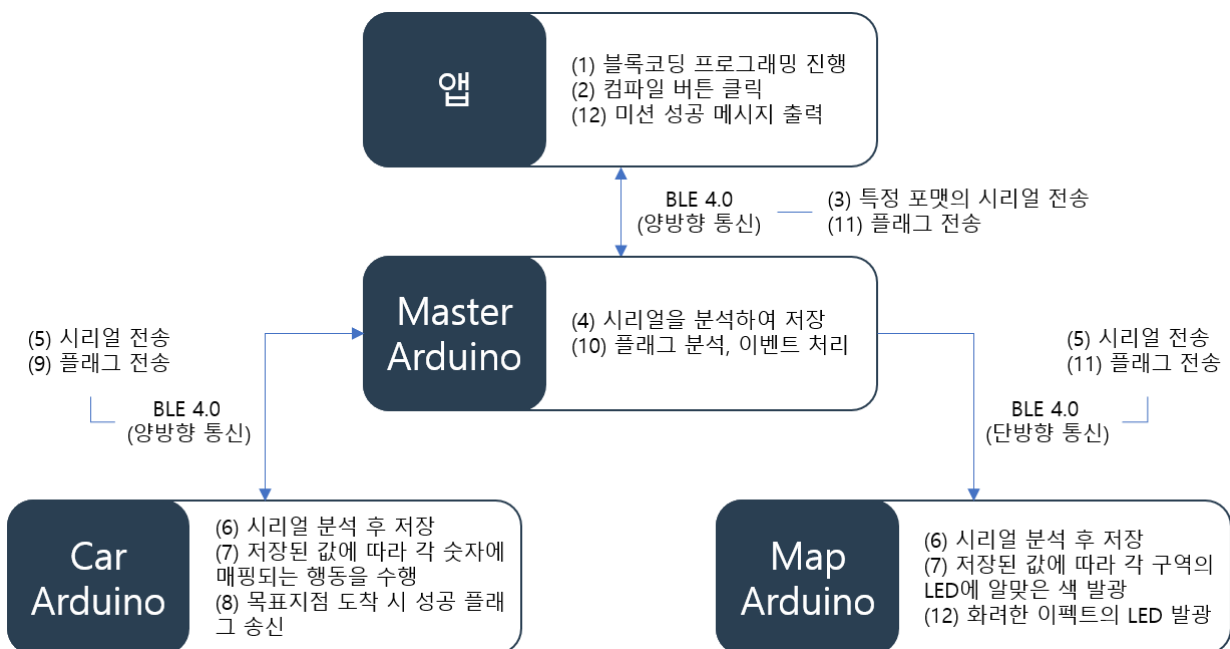 앱
(1) 블록코딩 프로그래밍 진행
(2) 컴파일 버튼 클릭
(12) 미션 성공 메시지 출력
BLE 4.0
(양방향 통신)
(3) 특정 포맷의 시리얼 전송
(11) 플래그 전송
Master
Arduino
(4) 시리얼을 분석하여 저장
(10) 플래그 분석, 이벤트 처리
(5) 시리얼 전송
(9) 플래그 전송
BLE 4.0
(양방향 통신)
(5) 시리얼 전송
(11) 플래그 전송
BLE 4.0
(단방향 통신)
Car
Arduino
(6) 시리얼 분석 후 저장
(7) 저장된 값에 따라 각 숫자에
매핑되는 행동을 수행
(8) 목표지점 도착 시 성공 플래
그 송신
Map
Arduino
(6) 시리얼 분석 후 저장
(7) 저장된 값에 따라 각 구역의
LED에 알맞은 색 발광
(12) 화려한 이펙트의 LED 발광